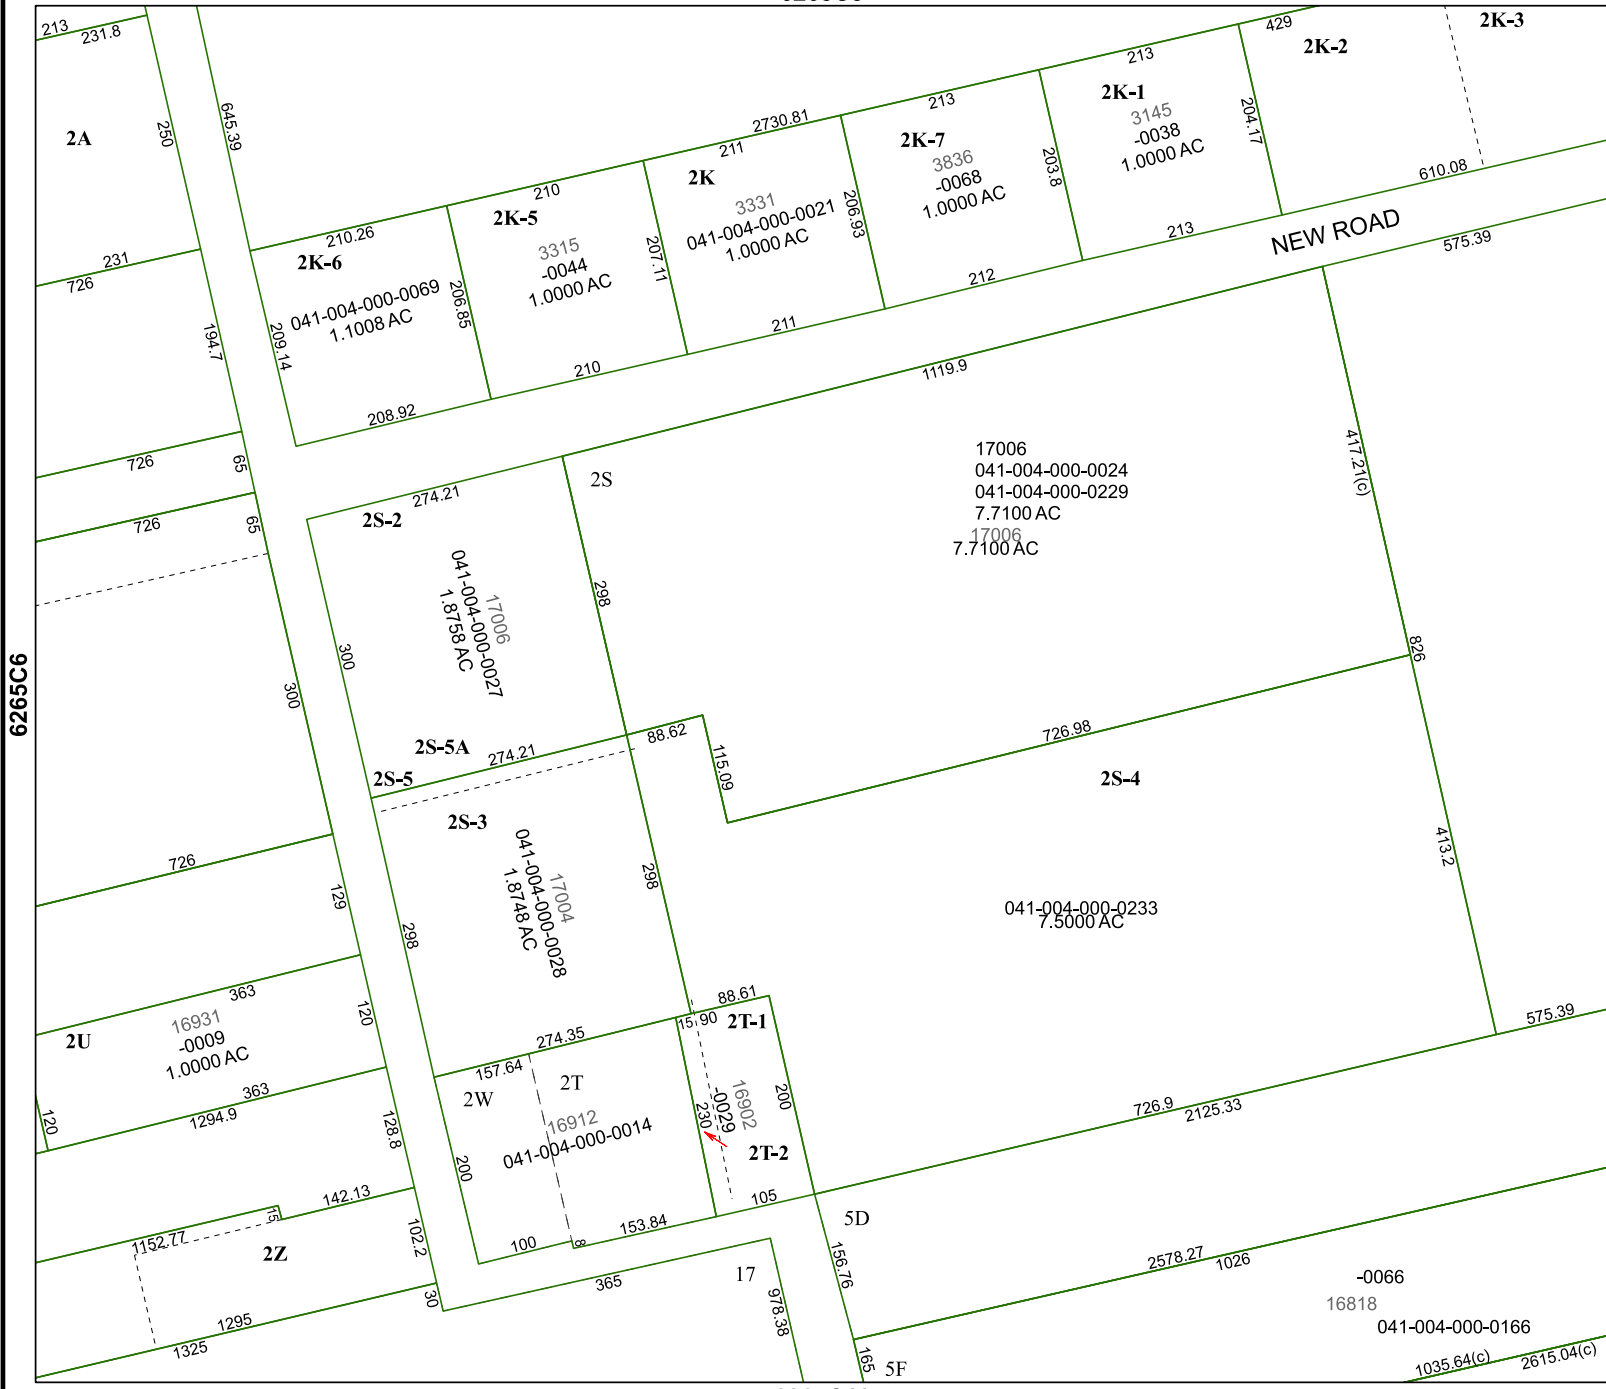 213
231.8
2A
250
645.39
231
726
194.7
726
65
726
65
6265C6
2730.81
429
2K-3
2K-2
213
2K-1
3145
-0038
1.0000 AC
204.17
610.08
213
2K-7
3836
-0068
1.0000 AC
203.8
213
211
2K
3331
041-004-000-0021
1.0000 AC
206.93
212
210
2K-5
3315
-0044
1.0000 AC
207.11
211
210.26
2K-6
041-004-000-0069
1.1008 AC
206.85
209.14
210
208.92
NEW ROAD
575.39
1119.9
274.21
2S-2
2S
17006
041-004-000-0027
1.8758 AC
298
300
300
17006
041-004-000-0024
041-004-000-0229
7.7100 AC
17006
7.7100 AC
417.21(c)
826
2S-5A
274.21
88.62
2S-5
115.09
726.98
2S-4
2S-3
17004
041-004-000-0028
1.8748 AC
298
298
413.2
041-004-000-0233
7.5000 AC
726
129
363
120
2U
16931
-0009
1.0000 AC
363
1294.9
120
128.8
274.35
157.64
88.61
15.90
2T-1
2T
2W
16912
041-004-000-0014
16902
-0029
230
200
200
2T-2
105
153.84
100
8
575.39
726.9
2125.33
142.13
15
1152.77
2Z
102.2
30
1295
1325
365
17
978.38
5D
156.76
165
5F
2578.27
1026
-0066
16818
041-004-000-0166
1035.64(c)
2615.04(c)